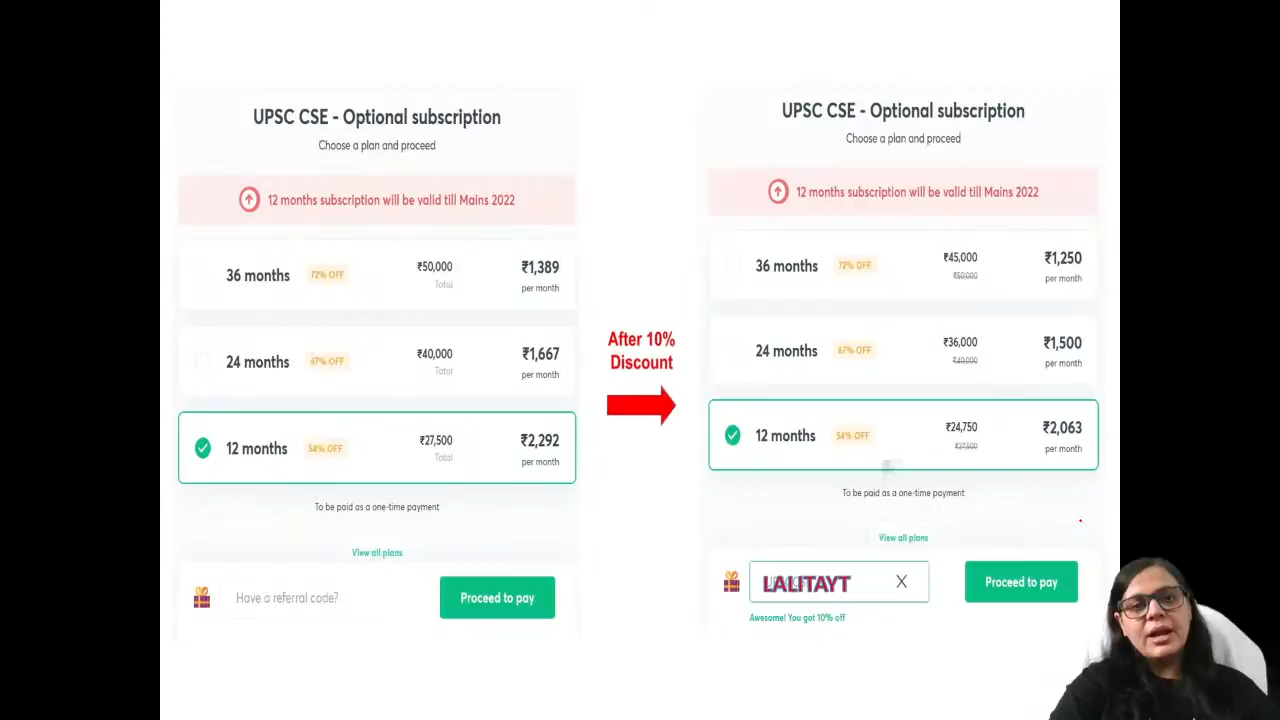 UPSC CSE - Optional subscription
Choose a plan and proceed
12 months subscription will be valid till Mains 2022
36 months 72% OFF ₹50,000 Total ₹1,389 per month
24 months 67% OFF ₹40,000 Total ₹1,667 per month
12 months 54% OFF ₹27,500 Total ₹2,292 per month
To be paid as a one-time payment
View all plans
Have a referral code? Proceed to pay
After 10%
Discount
UPSC CSE - Optional subscription
Choose a plan and proceed
12 months subscription will be valid till Mains 2022
36 months 72% OFF ₹45,000 ₹50,000 ₹1,250 per month
24 months 67% OFF ₹36,000 ₹40,000 ₹1,500 per month
12 months 54% OFF ₹24,750 ₹27,500 ₹2,063 per month
To be paid as a one-time payment
View all plans
LALITAYT X Proceed to pay
Awesome! You got 10% off